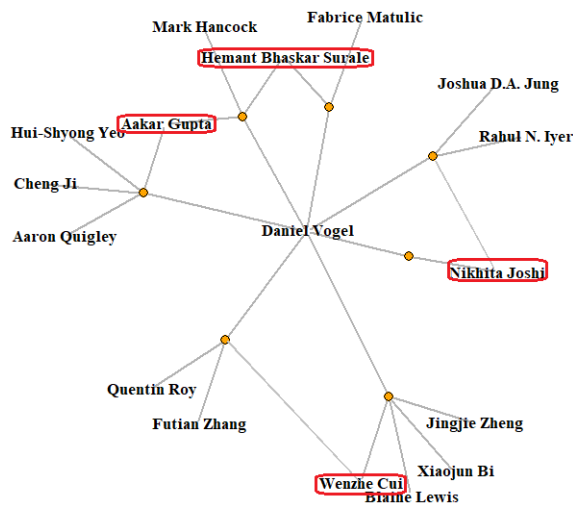 Fabrice Matulic
Mark Hancock
Hemant Bhaskar Surale
Joshua D.A. Jung
Aakar Gupta
Hui-Shyong Yeo
Rahul N. Iyer
Cheng Ji
Daniel Vogel
Aaron Quigley
Nikhita Joshi
Quentin Roy
Futian Zhang
Jingjie Zheng
Xiaojun Bi
Wenzhe Cui
Blaine Lewis